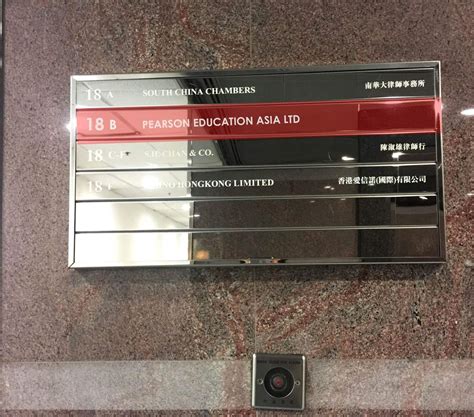 18 A SOUTH CHINA CHAMBERS 南華大律師事務所
18 B PEARSON EDUCATION ASIA LTD
18 CHAN & CO. 陳淑雄律師行
18 HONGKONG LIMITED 香港愛信諾(國際)有限公司